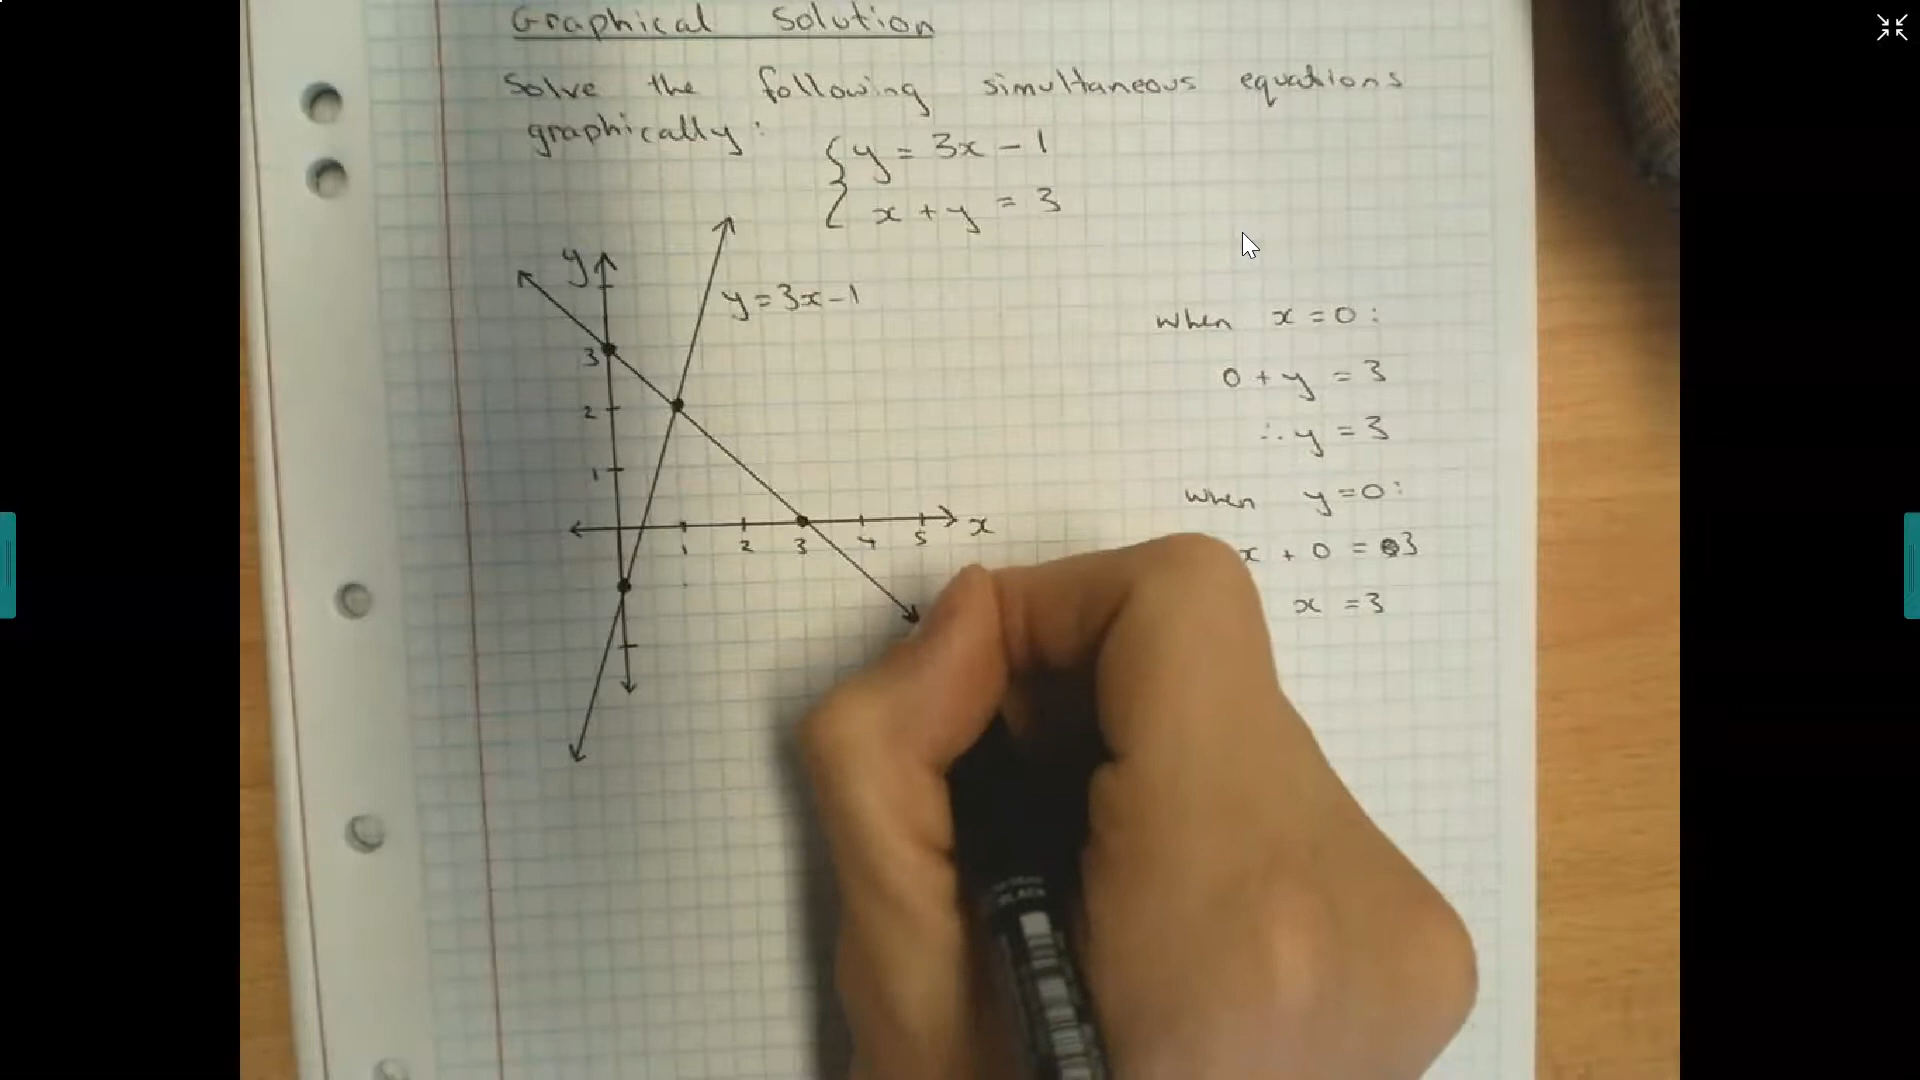 Graphical Solution
Solve the following simultaneous equations
graphically:
{ y = 3x - 1
x + y = 3
y
y = 3x - 1
3
2
1
1 2 3 4 5 x
when x = 0:
0 + y = 3
∴ y = 3
when y = 0:
x + 0 = 3
x = 3
BLACK